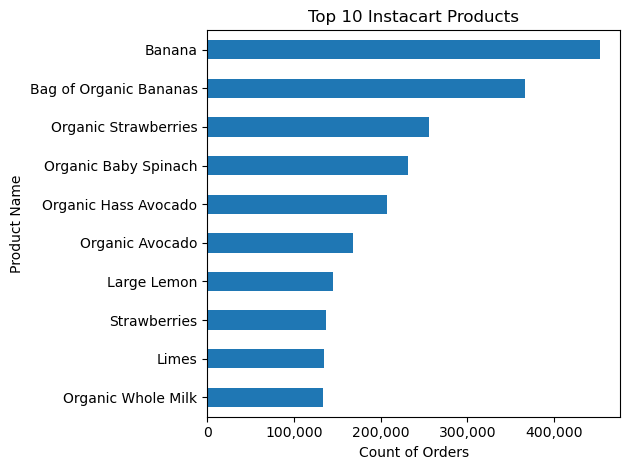 Top 10 Instacart Products
Product Name
Banana
Bag of Organic Bananas
Organic Strawberries
Organic Baby Spinach
Organic Hass Avocado
Organic Avocado
Large Lemon
Strawberries
Limes
Organic Whole Milk
0 100,000 200,000 300,000 400,000
Count of Orders